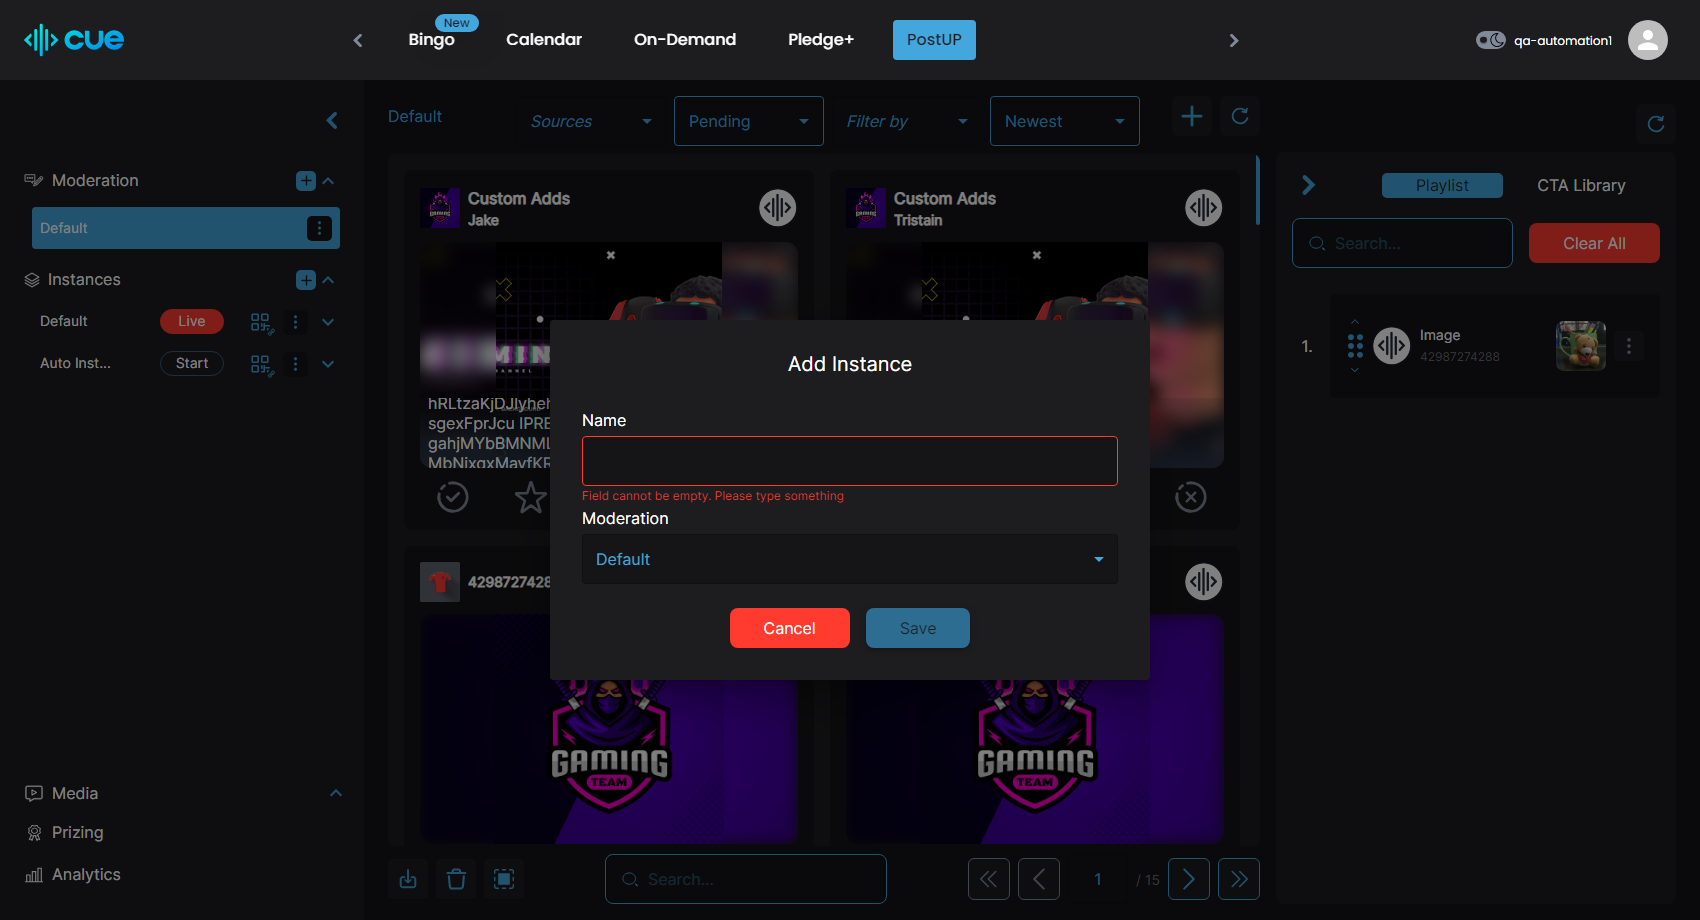 cue
New
Bingo
Calendar
On-Demand
Pledge+
PostUP
qa-automation1
Moderation
Default
Instances
Default
Live
Auto Inst...
Start
Media
Prizing
Analytics
Default
Sources
Pending
Filter by
Newest
Custom Adds
Jake
Custom Adds
Tristain
hRLtzaKjDJIyheh
sgexFprJcu IPRE
gahjMYbBMNML
MbNixqxMayfKR
4298727428
GAMING
TEAM
GAMING
TEAM
Add Instance
Name
Field cannot be empty. Please type something
Moderation
Default
Cancel
Save
Search...
1
/ 15
Playlist
CTA Library
Search...
Clear All
1.
Image
42987274288